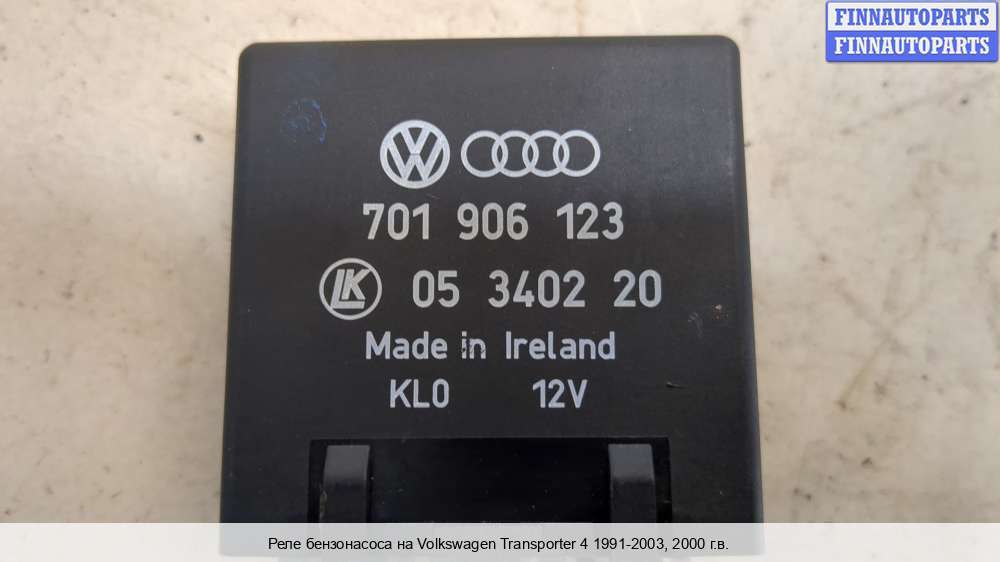 FINNAUTOPARTS
FINNAUTOPARTS
701 906 123
LK 05 3402 20
Made in Ireland
KL0 12V
Реле бензонасоса на Volkswagen Transporter 4 1991-2003, 2000 г.в.